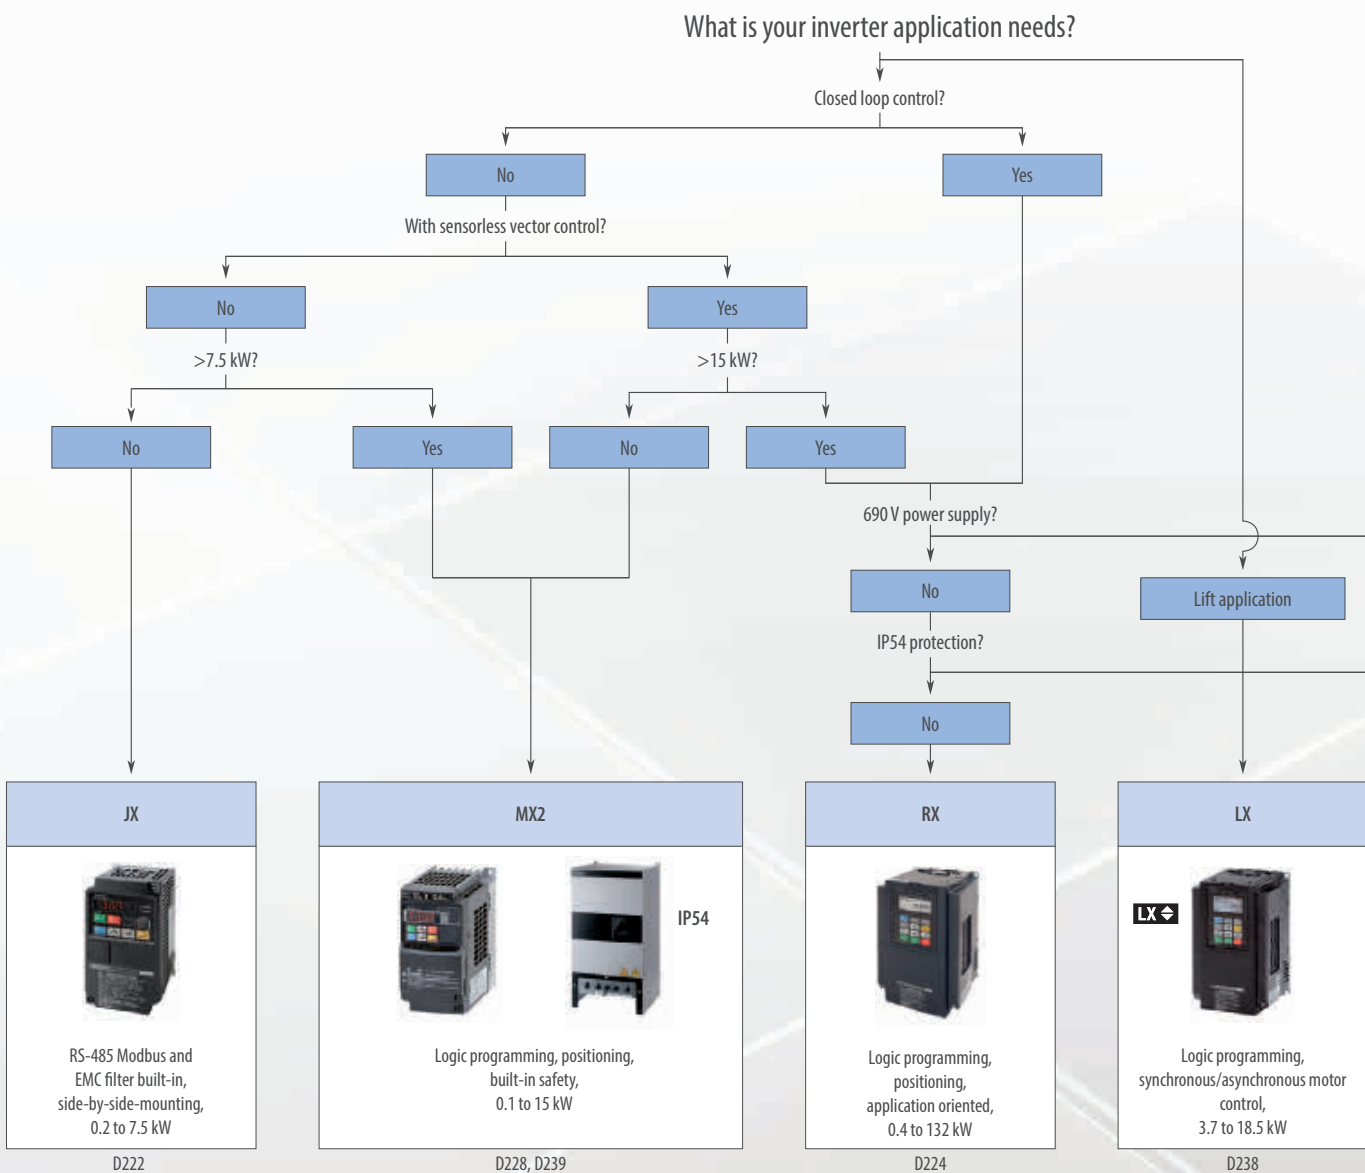 What is your inverter application needs?
Closed loop control?
No
Yes
With sensorless vector control?
No
Yes
>7.5 kW?
>15 kW?
No
Yes
No
Yes
690 V power supply?
No
Lift application
IP54 protection?
No
JX
MX2
RX
LX
IP54
LX
RS-485 Modbus and
EMC filter built-in,
side-by-side-mounting,
0.2 to 7.5 kW
Logic programming, positioning,
built-in safety,
0.1 to 15 kW
Logic programming,
positioning,
application oriented,
0.4 to 132 kW
Logic programming,
synchronous/asynchronous motor
control,
3.7 to 18.5 kW
D222
D228, D239
D224
D238